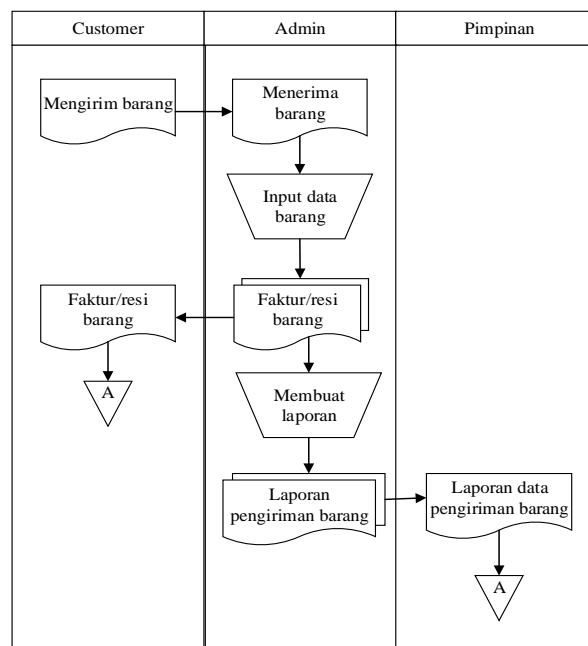 Customer
Admin
Pimpinan
Mengirim barang
Menerima
barang
Input data
barang
Faktur/resi
barang
Faktur/resi
barang
A
Membuat
laporan
Laporan
pengiriman barang
Laporan data
pengiriman barang
A